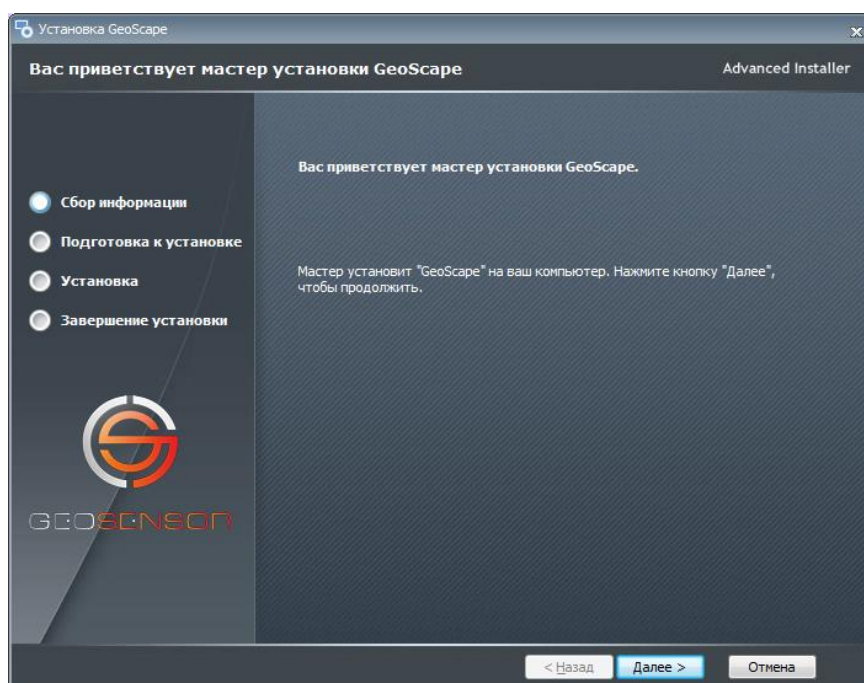 Установка GeoScape
Вас приветствует мастер установки GeoScape
Advanced Installer
Сбор информации
Подготовка к установке
Установка
Завершение установки
GEOSENSOR
Вас приветствует мастер установки GeoScape.
Мастер установит "GeoScape" на ваш компьютер. Нажмите кнопку "Далее",
чтобы продолжить.
< Назад
Далее >
Отмена